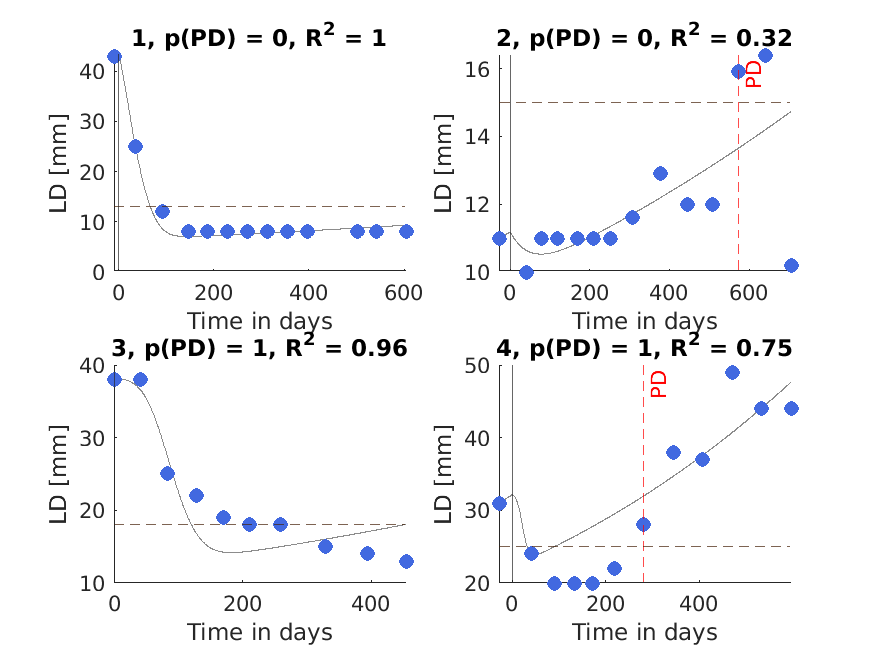 1, p(PD) = 0, R² = 1
40
30
20
10
0
LD [mm]
0 200 400 600
Time in days
2, p(PD) = 0, R² = 0.32
16
14
12
10
LD [mm]
PD
0 200 400 600
Time in days
3, p(PD) = 1, R² = 0.96
40
30
20
10
LD [mm]
0 200 400
Time in days
4, p(PD) = 1, R² = 0.75
50
40
30
20
LD [mm]
PD
0 200 400
Time in days